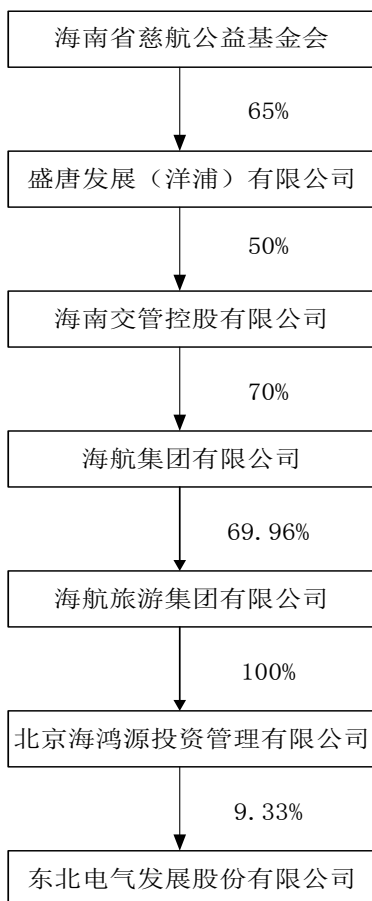 海南省慈航公益基金会
65%
盛唐发展（洋浦）有限公司
50%
海南交管控股有限公司
70%
海航集团有限公司
69.96%
海航旅游集团有限公司
100%
北京海鸿源投资管理有限公司
9.33%
东北电气发展股份有限公司